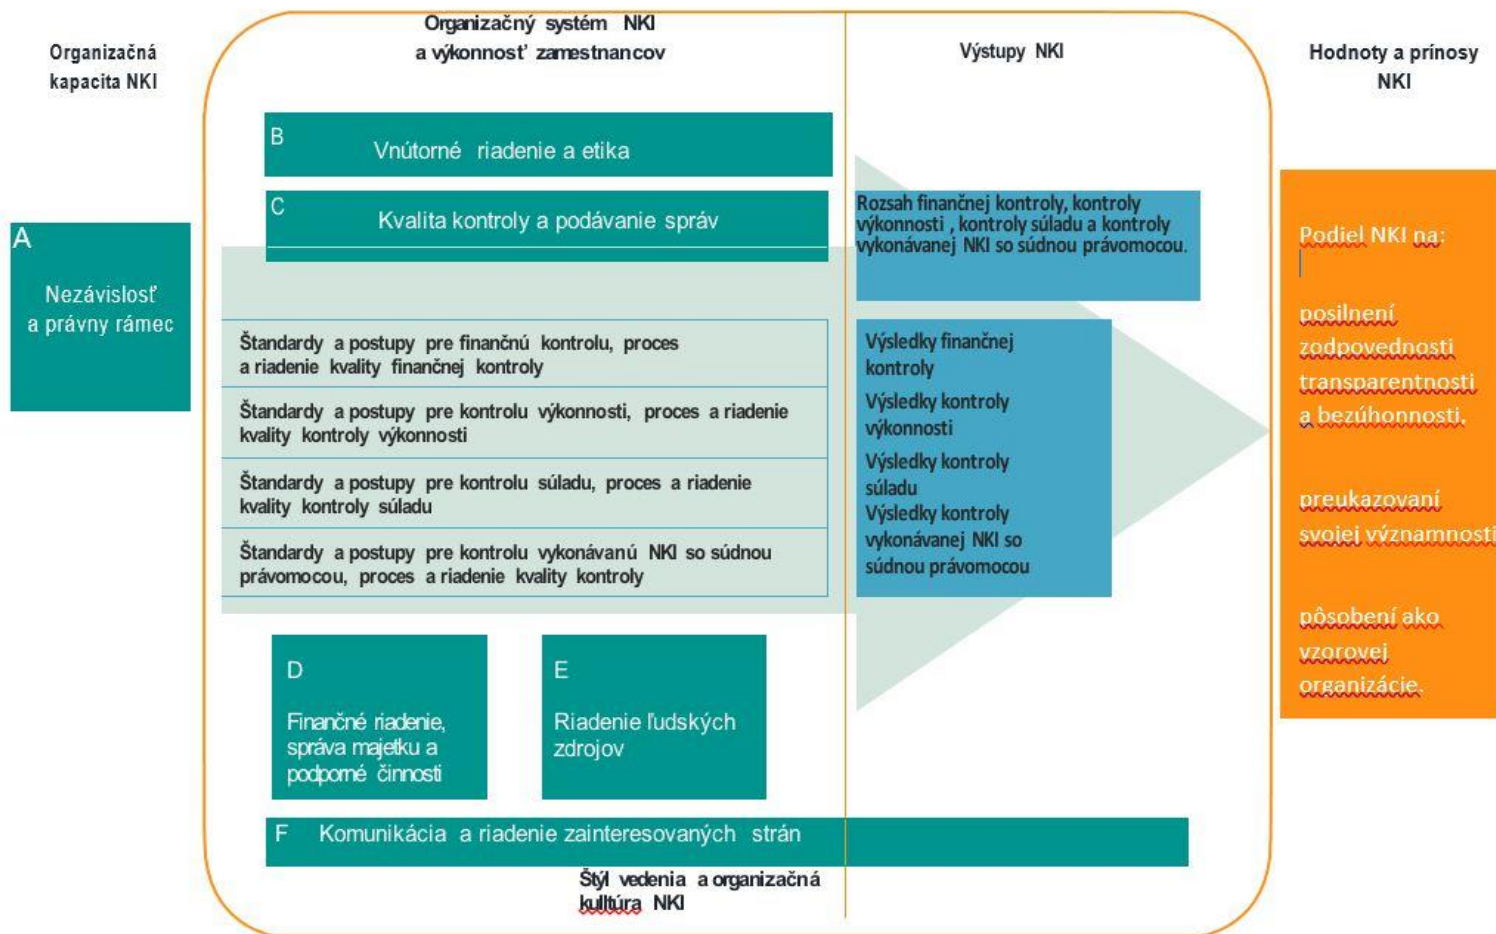 Organizačná
kapacita NKI
Organizačný systém NKI
a výkonnosť zamestnancov
Výstupy NKI
Hodnoty a prínosy
NKI
A
Nezávislosť
a právny rámec
B
Vnútorné riadenie a etika
C
Kvalita kontroly a podávanie správ
Štandardy a postupy pre finančnú kontrolu, proces
a riadenie kvality finančnej kontroly
Štandardy a postupy pre kontrolu výkonnosti, proces a riadenie
kvality kontroly výkonnosti
Štandardy a postupy pre kontrolu súladu, proces a riadenie
kvality kontroly súladu
Štandardy a postupy pre kontrolu vykonávanú NKI so súdnou
právomocou, proces a riadenie kvality kontroly
D
Finančné riadenie,
správa majetku a
podporné činnosti
E
Riadenie ľudských
zdrojov
F Komunikácia a riadenie zainteresovaných strán
Štýl vedenia a organizačná
kulltúra NKI
Rozsah finančnej kontroly, kontroly
výkonnosti , kontroly súladu a kontroly
vykonávanej NKI so súdnou právomocou.
Výsledky finančnej
kontroly
Výsledky kontroly
výkonnosti
Výsledky kontroly
súladu
Výsledky kontroly
vykonávanej NKI so
súdnou právomocou
Podiel NKI na:
posilnení
zodpovednosti
transparentnosti
a bezúhonnosti,
preukazovaní
svojej významnosti
pôsobení ako
vzorovej
organizácie.